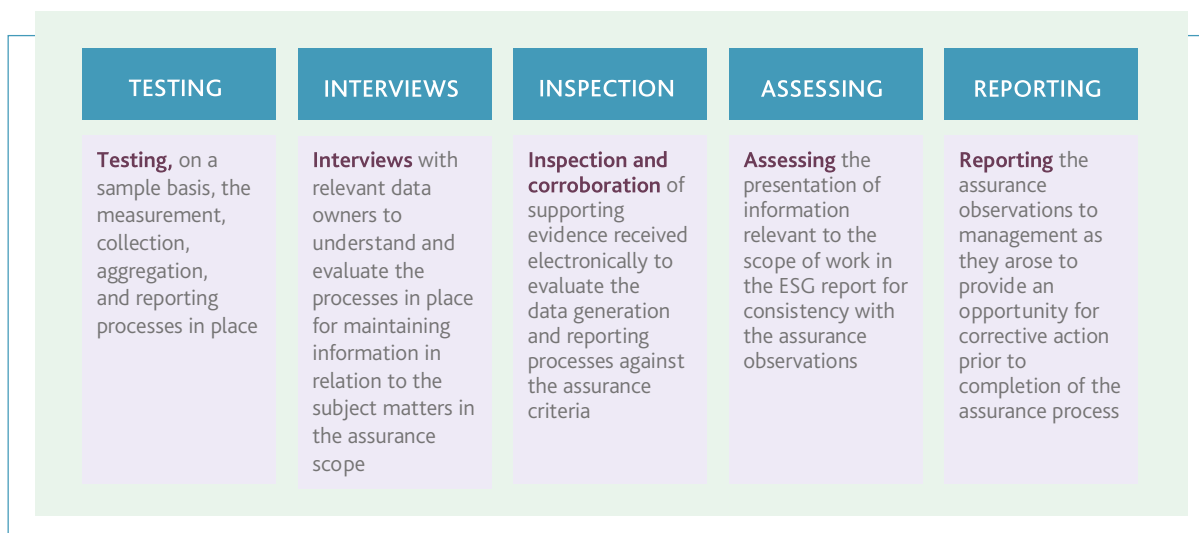 TESTING
Testing, on a
sample basis, the
measurement,
collection,
aggregation,
and reporting
processes in place
INTERVIEWS
Interviews with
relevant data
owners to
understand and
evaluate the
processes in place
for maintaining
information in
relation to the
subject matters in
the assurance
scope
INSPECTION
Inspection and
corroboration of
supporting
evidence received
electronically to
evaluate the
data generation
and reporting
processes against
the assurance
criteria
ASSESSING
Assessing the
presentation of
information
relevant to the
scope of work in
the ESG report for
consistency with
the assurance
observations
REPORTING
Reporting the
assurance
observations to
management as
they arose to
provide an
opportunity for
corrective action
prior to
completion of the
assurance process